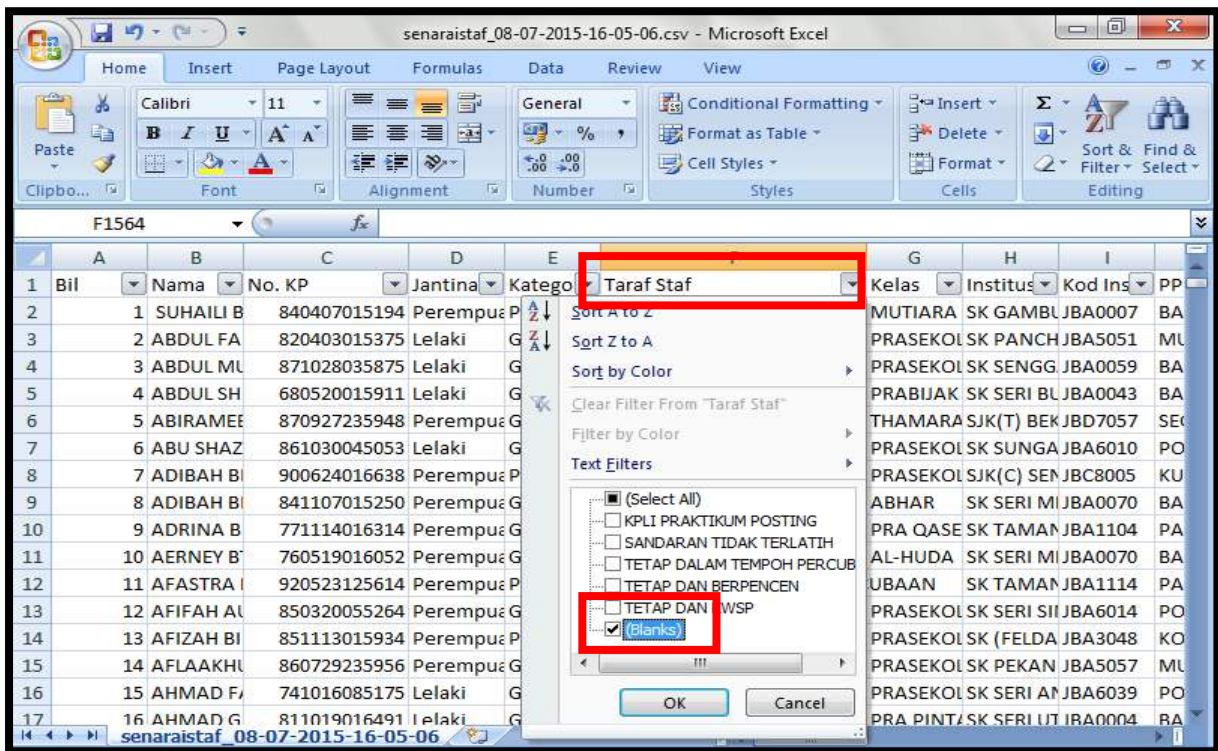 senaraistaf_08-07-2015-16-05-06.csv - Microsoft Excel
Home Insert Page Layout Formulas Data Review View
Calibri 11 General Conditional Formatting Insert Σ
Paste B I U A A % , Format as Table Delete Sort & Filter Find & Select
A .0 .00 .00 .0 Cell Styles Format
Clipbo... Font Alignment Number Styles Cells Editing
F1564 fx
A B C D E G H I
1 Bil Nama No. KP Jantina Katego Taraf Staf Kelas Institus Kod Ins PP
2 1 SUHAILI B 840407015194 Perempua P Sort A to Z MUTIARA SK GAMBU JBA0007 BA
3 2 ABDUL FA 820403015375 Lelaki G Sort Z to A PRASEKOL SK PANCH JBA5051 MU
4 3 ABDUL MU 871028035875 Lelaki G Sort by Color PRASEKOL SK SENGG JBA0059 BA
5 4 ABDUL SH 680520015911 Lelaki G Clear Filter From "Taraf Staf" PRABIJAK SK SERI BU JBA0043 BA
6 5 ABIRAMEE 870927235948 Perempua G Filter by Color THAMARA SJK(T) BEK JBD7057 SE
7 6 ABU SHAZ 861030045053 Lelaki G Text Filters PRASEKOL SK SUNGA JBA6010 PO
8 7 ADIBAH BI 900624016638 Perempua P PRASEKOL SJK(C) SEN JBC8005 KU
9 8 ADIBAH BI 841107015250 Perempua G (Select All) ABHAR SK SERI MI JBA0070 BA
10 9 ADRINA B 771114016314 Perempua G KPLI PRAKTIKUM POSTING PRA QASE SK TAMAN JBA1104 PA
11 10 AERNEY BT 760519016052 Perempua G SANDARAN TIDAK TERLATIH AL-HUDA SK SERI MI JBA0070 BA
12 11 AFASTRA 920523125614 Perempua P TETAP DALAM TEMPOH PERCUB UBAAN SK TAMAN JBA1114 PA
13 12 AFIFAH AL 850320055264 Perempua G TETAP DAN BERPENCEN PRASEKOL SK SERI SII JBA6014 PO
14 13 AFIZAH BI 851113015934 Perempua P TETAP DAN WSP PRASEKOL SK (FELDA JBA3048 KO
15 14 AFLAAKHU 860729235956 Perempua G (Blanks) PRASEKOL SK PEKAN JBA5057 MU
16 15 AHMAD FA 741016085175 Lelaki G OK Cancel PRASEKOL SK SERI AN JBA6039 PO
17 16 AHMAD G 811019016491 Lelaki G PRA PINTA SK SERI UT JBA0004 BA
senaraistaf_08-07-2015-16-05-06